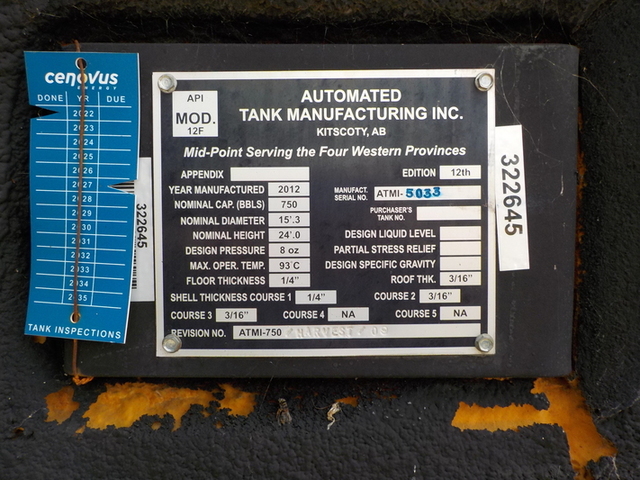 cenovus
ENERGY
DONE YR DUE
2022
2023
2024
2025
2026
2027
2028
2029
2030
2031
2032
2033
2034
2035
TANK INSPECTIONS
322645
API
MOD.
12F
AUTOMATED
TANK MANUFACTURING INC.
KITSCOTY, AB
Mid-Point Serving the Four Western Provinces
APPENDIX
EDITION 12th
YEAR MANUFACTURED 2012
MANUFACT. SERIAL NO. ATMI-5033
NOMINAL CAP. (BBLS) 750
PURCHASER'S TANK NO.
NOMINAL DIAMETER 15'.3
DESIGN LIQUID LEVEL
NOMINAL HEIGHT 24'.0
PARTIAL STRESS RELIEF
DESIGN PRESSURE 8 oz
DESIGN SPECIFIC GRAVITY
MAX. OPER. TEMP. 93°C
ROOF THK. 3/16"
FLOOR THICKNESS 1/4"
SHELL THICKNESS COURSE 1 1/4" COURSE 2 3/16"
COURSE 3 3/16" COURSE 4 NA COURSE 5 NA
REVISION NO. ATMI-750 /HARVEST/
322645